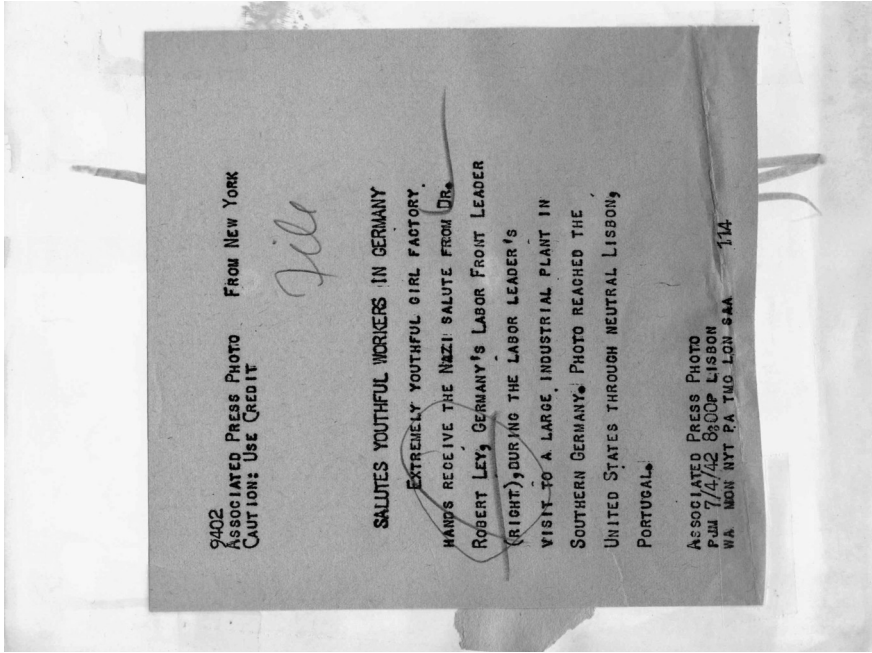 9402
ASSOCIATED PRESS PHOTO FROM NEW YORK
CAUTION: USE CREDIT
File
SALUTES YOUTHFUL WORKERS IN GERMANY
EXTREMELY YOUTHFUL GIRL FACTORY.
HANDS RECEIVE THE NAZI SALUTE FROM DR.
ROBERT LEY, GERMANY'S LABOR FRONT LEADER
(RIGHT), DURING THE LABOR LEADER'S
VISIT TO A LARGE INDUSTRIAL PLANT IN
SOUTHERN GERMANY. PHOTO REACHED THE
UNITED STATES THROUGH NEUTRAL LISBON,
PORTUGAL.
ASSOCIATED PRESS PHOTO
PJM 7/4/42 8:00P LISBON
WA MON NYT PA TMO LON SAA 114